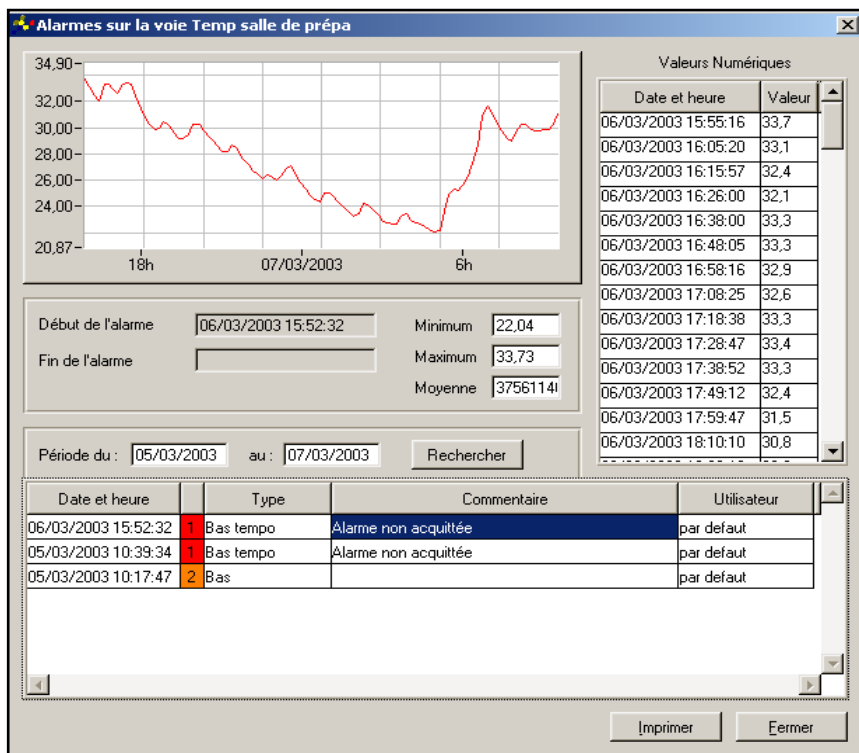 Alarmes sur la voie Temp salle de prépa
34,90
32,00
30,00
28,00
26,00
24,00
20,87
18h 07/03/2003 6h
Valeurs Numériques
Date et heure Valeur
06/03/2003 15:55:16 33,7
06/03/2003 16:05:20 33,1
06/03/2003 16:15:57 32,4
06/03/2003 16:26:00 32,1
06/03/2003 16:38:00 33,3
06/03/2003 16:48:05 33,3
06/03/2003 16:58:16 32,9
06/03/2003 17:08:25 32,6
06/03/2003 17:18:38 33,3
06/03/2003 17:28:47 33,4
06/03/2003 17:38:52 33,3
06/03/2003 17:49:12 32,4
06/03/2003 17:59:47 31,5
06/03/2003 18:10:10 30,8
Début de l'alarme 06/03/2003 15:52:32
Fin de l'alarme
Minimum 22,04
Maximum 33,73
Moyenne 3756114
Période du : 05/03/2003 au : 07/03/2003 Rechercher
Date et heure Type Commentaire Utilisateur
06/03/2003 15:52:32 1 Bas tempo Alarme non acquittée par defaut
05/03/2003 10:39:34 1 Bas tempo Alarme non acquittée par defaut
05/03/2003 10:17:47 2 Bas par defaut
Imprimer Fermer